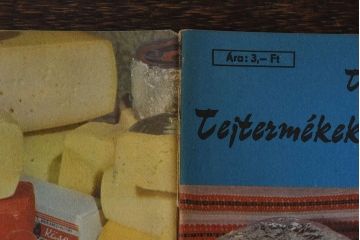 Ára: 3,– Ft
Tejtermékek